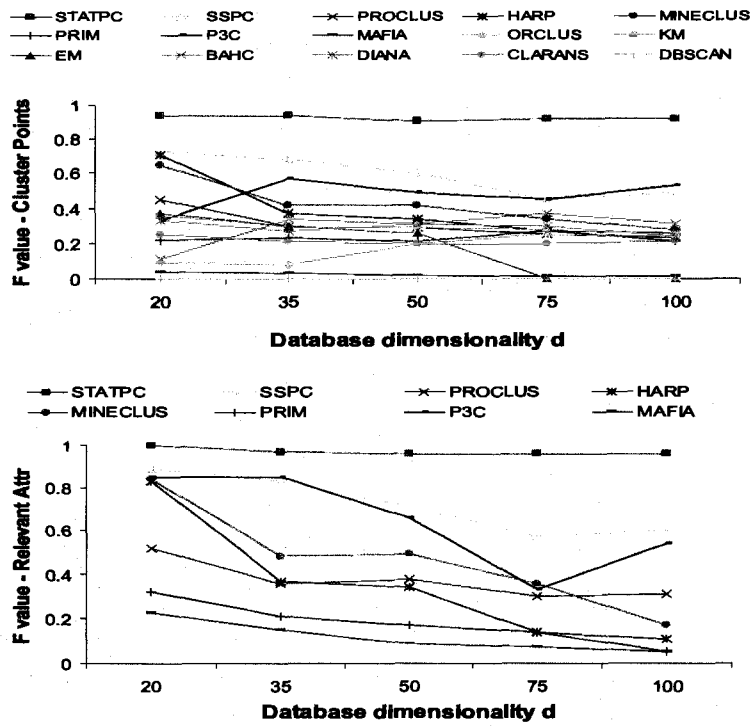 STATPC SSPC PROCLUS HARP MINECLUS
PRIM P3C MAFIA ORCLUS KM
EM BAHC DIANA CLARANS DBSCAN
F value - Cluster Points
1
0.8
0.6
0.4
0.2
0
20 35 50 75 100
Database dimensionality d
STATPC SSPC PROCLUS HARP
MINECLUS PRIM P3C MAFIA
F value - Relevant Attr
1
0.8
0.6
0.4
0.2
0
20 35 50 75 100
Database dimensionality d